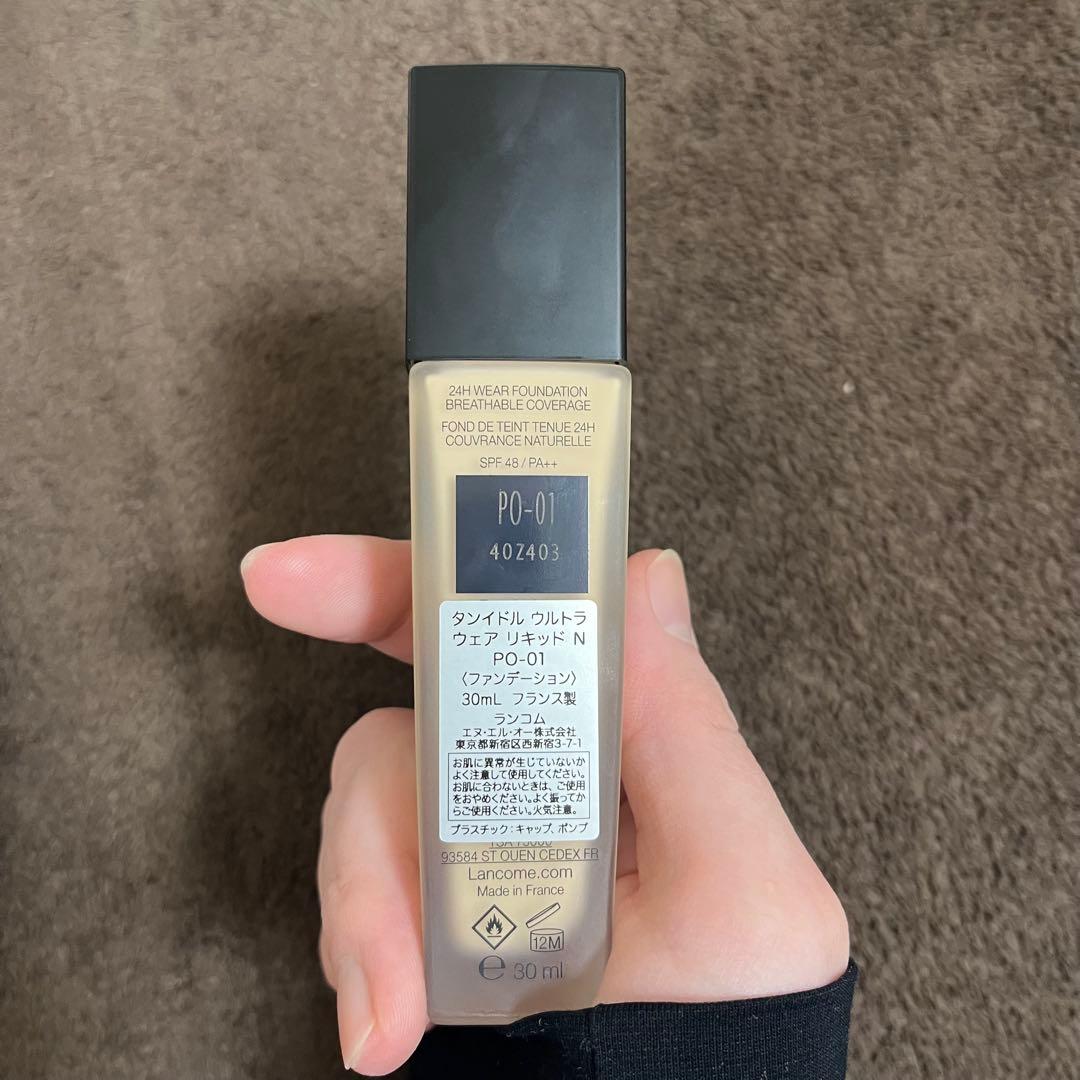 24H WEAR FOUNDATION
BREATHABLE COVERAGE
FOND DE TEINT TENUE 24H
COUVRANCE NATURELLE
SPF 48 / PA++
PO-01
40Z403
タンイドル ウルトラ
ウェア リキッド N
PO-01
〈ファンデーション〉
30mL フランス製
ランコム
エヌ・エル・オー株式会社
東京都新宿区西新宿3-7-1
お肌に異常が生じていないか
よく注意して使用してください。
お肌に合わないときは、ご使用
をおやめください。よく振ってか
らご使用ください。火気注意。
プラスチック：キャップ、ポンプ
93584 ST OUEN CEDEX FR
Lancome.com
Made in France
12M
e 30 ml